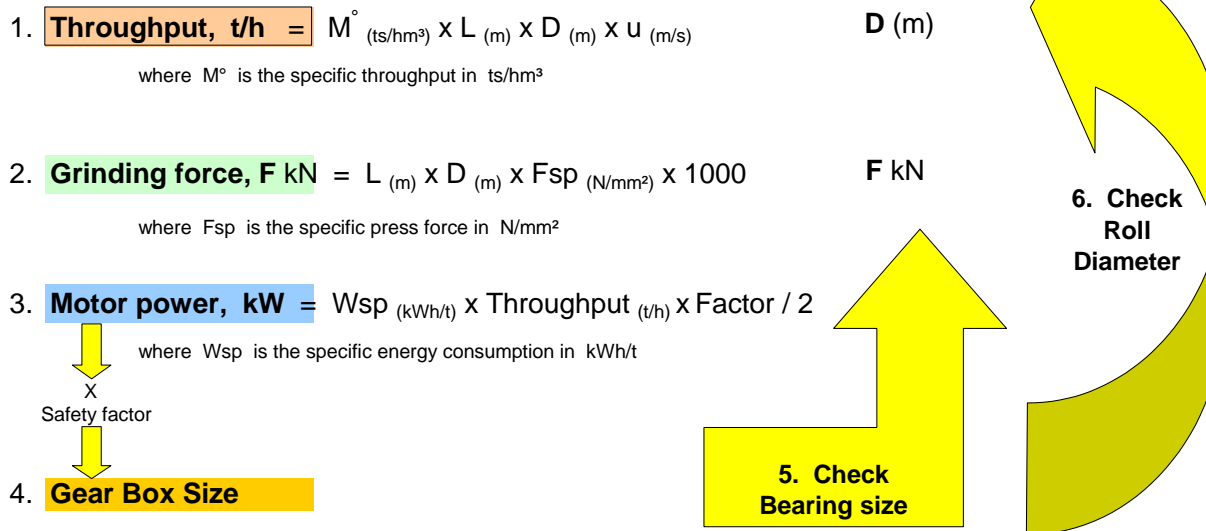 1. Throughput, t/h = M° (ts/hm³) x L (m) x D (m) x u (m/s) D (m)
where M° is the specific throughput in ts/hm³
2. Grinding force, F kN = L (m) x D (m) x Fsp (N/mm²) x 1000 F kN
where Fsp is the specific press force in N/mm²
6. Check
Roll
Diameter
3. Motor power, kW = Wsp (kWh/t) x Throughput (t/h) x Factor / 2
where Wsp is the specific energy consumption in kWh/t
X
Safety factor
4. Gear Box Size
5. Check
Bearing size